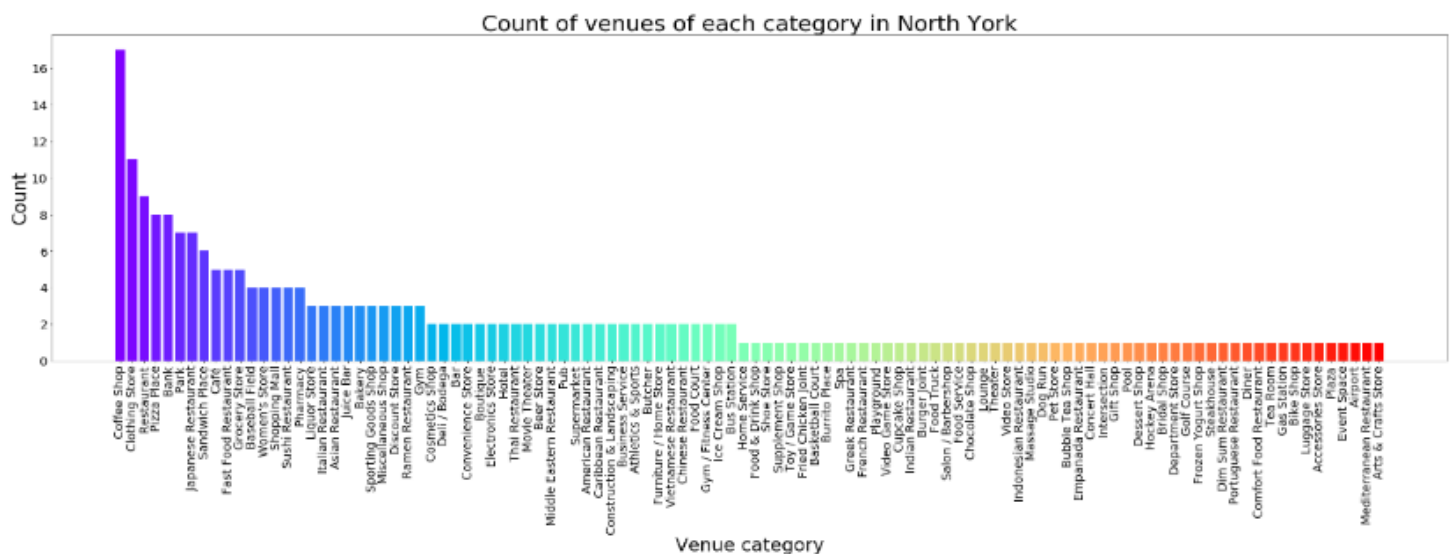 Count of venues of each category in North York
Count
16
14
12
10
8
6
4
2
0
Coffee Shop
Clothing Store
Restaurant
Pizza Place
Bank
Park
Japanese Restaurant
Sandwich Place
Café
Fast Food Restaurant
Grocery Store
Baseball Field
Women's Store
Shopping Mall
Sushi Restaurant
Pharmacy
Liquor Store
Italian Restaurant
Asian Restaurant
Juice Bar
Bakery
Sporting Goods Shop
Miscellaneous Shop
Discount Store
Ramen Restaurant
Gym
Cosmetics Shop
Deli / Bodega
Bar
Convenience Store
Boutique
Electronics Store
Hotel
Thai Restaurant
Movie Theater
Beer Store
Middle Eastern Restaurant
Pub
Supermarket
American Restaurant
Caribbean Restaurant
Construction & Landscaping
Business Service
Athletics & Sports
Butcher
Furniture / Home Store
Vietnamese Restaurant
Chinese Restaurant
Food Court
Gym / Fitness Center
Ice Cream Shop
Bus Station
Home Service
Food & Drink Shop
Shoe Store
Supplement Shop
Toy / Game Store
Fried Chicken Joint
Basketball Court
Burrito Place
Spa
Greek Restaurant
French Restaurant
Playground
Video Game Store
Cupcake Shop
Indian Restaurant
Burger Joint
Food Truck
Salon / Barbershop
Food Service
Chocolate Shop
Lounge
Theater
Video Store
Indonesian Restaurant
Massage Studio
Dog Run
Pet Store
Bubble Tea Shop
Empanada Restaurant
Concert Hall
Intersection
Gift Shop
Pool
Dessert Shop
Hockey Arena
Bridal Shop
Department Store
Golf Course
Frozen Yogurt Shop
Steakhouse
Dim Sum Restaurant
Portuguese Restaurant
Diner
Comfort Food Restaurant
Tea Room
Gas Station
Bike Shop
Luggage Store
Accessories Store
Plaza
Event Space
Airport
Mediterranean Restaurant
Arts & Crafts Store
Venue category